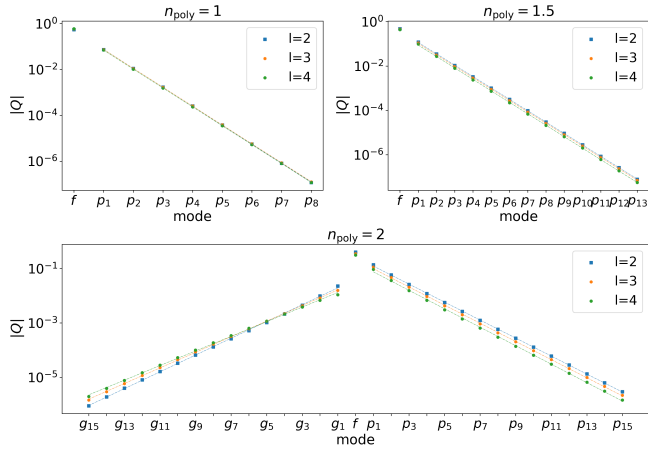 n_poly = 1
10^0
10^-2
10^-4
10^-6
|Q|
l=2
l=3
l=4
f p_1 p_2 p_3 p_4 p_5 p_6 p_7 p_8
mode
n_poly = 1.5
10^0
10^-2
10^-4
10^-6
|Q|
l=2
l=3
l=4
f p_1 p_2 p_3 p_4 p_5 p_6 p_7 p_8 p_9 p_10 p_11 p_12 p_13
mode
n_poly = 2
10^-1
10^-3
10^-5
|Q|
l=2
l=3
l=4
g_15 g_13 g_11 g_9 g_7 g_5 g_3 g_1 f p_1 p_3 p_5 p_7 p_9 p_11 p_13 p_15
mode